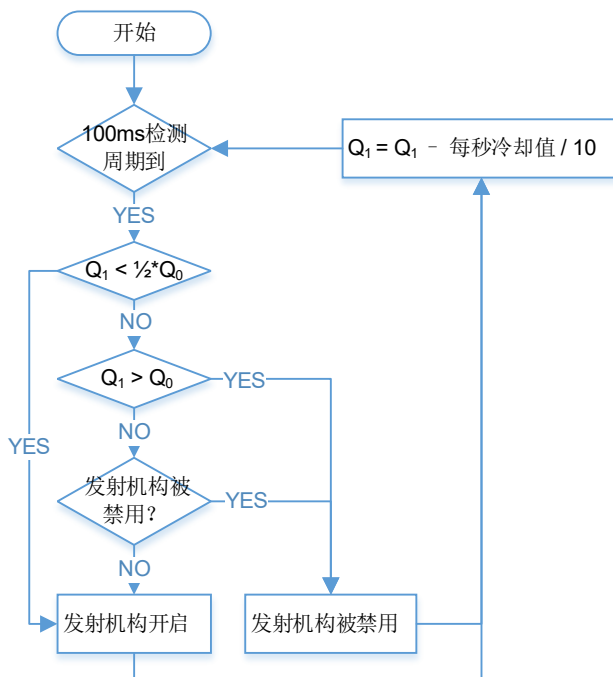 开始
100ms检测
周期到
Q₁ = Q₁ - 每秒冷却值 / 10
YES
Q₁ < ½*Q₀
NO
Q₁ > Q₀
YES
NO
YES
发射机构被
禁用？
YES
NO
发射机构开启
发射机构被禁用